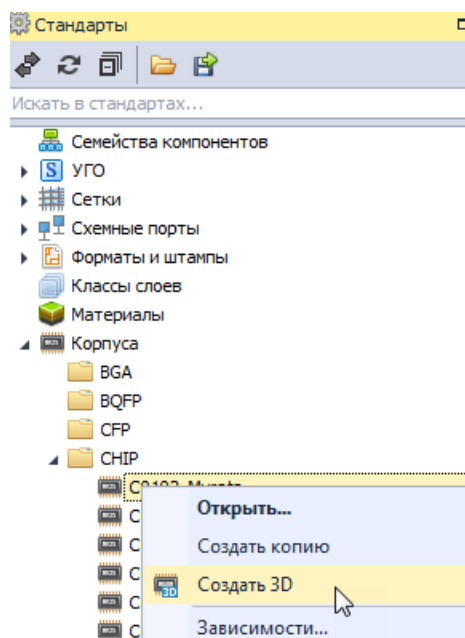 Стандарты
Искать в стандартах...
Семейства компонентов
S УГО
Сетки
Схемные порты
Форматы и штампы
Классы слоев
Материалы
Корпуса
BGA
BQFP
CFP
CHIP
Открыть...
C
Создать копию
C
C
3D Создать 3D
C
C Зависимости...